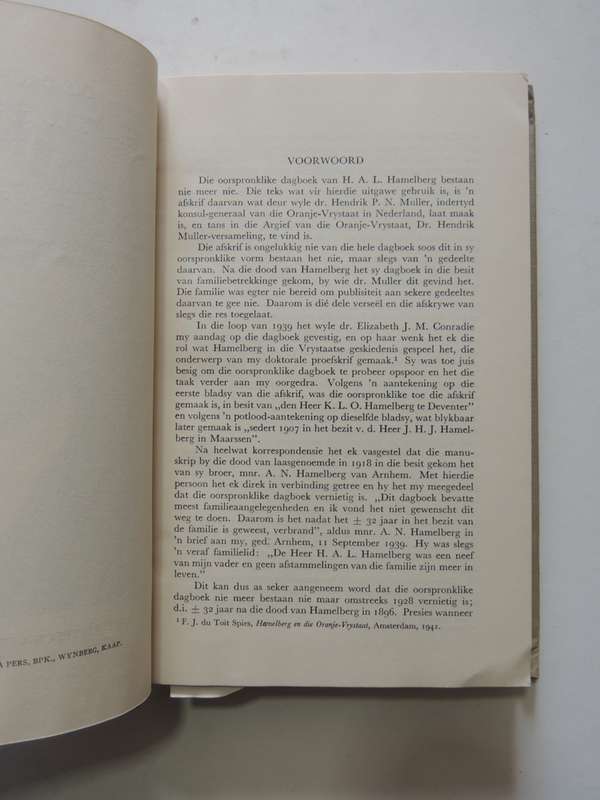 A PERS, BPK., WYNBERG, KAAP.
VOORWOORD
Die oorspronklike dagboek van H. A. L. Hamelberg bestaan
nie meer nie. Die teks wat vir hierdie uitgawe gebruik is, is 'n
afskrif daarvan wat deur wyle dr. Hendrik P. N. Muller, indertyd
konsul-generaal van die Oranje-Vrystaat in Nederland, laat maak
is, en tans in die Argief van die Oranje-Vrystaat, Dr. Hendrik
Muller-versameling, te vind is.
Die afskrif is ongelukkig nie van die hele dagboek soos dit in sy
oorspronklike vorm bestaan het nie, maar slegs van 'n gedeelte
daarvan. Na die dood van Hamelberg het sy dagboek in die besit
van familiebetrekkinge gekom, by wie dr. Muller dit gevind het.
Die familie was egter nie bereid om publisiteit aan sekere gedeeltes
daarvan te gee nie. Daarom is dié dele verseël en die afskrywe van
slegs die res toegelaat.
In die loop van 1939 het wyle dr. Elizabeth J. M. Conradie
my aandag op die dagboek gevestig, en op haar wenk het ek die
rol wat Hamelberg in die Vrystaatse geskiedenis gespeel het, die
onderwerp van my doktorale proefskrif gemaak.¹ Sy was toe juis
besig om die oorspronklike dagboek te probeer opspoor en het die
taak verder aan my oorgedra. Volgens 'n aantekening op die
eerste bladsy van die afskrif, was die oorspronklike toe die afskrif
gemaak is, in besit van „den Heer K. L. O. Hamelberg te Deventer”
en volgens 'n potlood-aantekening op dieselfde bladsy, wat blykbaar
later gemaak is „sedert 1907 in het bezit v. d. Heer J. H. J. Hamel-
berg in Maarssen”.
Na heelwat korrespondensie het ek vasgestel dat die manu-
skrip by die dood van laasgenoemde in 1918 in die besit gekom het
van sy broer, mnr. A. N. Hamelberg van Arnhem. Met hierdie
persoon het ek direk in verbinding getree en hy het my meegedeel
dat die oorspronklike dagboek vernietig is. „Dit dagboek bevatte
meest familieaangelegenheden en ik vond het niet gewenscht dit
weg te doen. Daarom is het nadat het ± 32 jaar in het bezit van
de familie is geweest, verbrand”, aldus mnr. A. N. Hamelberg in
'n brief aan my, ged. Arnhem, 11 September 1939. Hy was slegs
'n veraf familielid: „De Heer H. A. L. Hamelberg was een neef
van mijn vader en geen afstammelingen van die familie zijn meer in
leven.”
Dit kan dus as seker aangeneem word dat die oorspronklike
dagboek nie meer bestaan nie maar omstreeks 1928 vernietig is;
d.i. ± 32 jaar na die dood van Hamelberg in 1896. Presies wanneer
¹ F. J. du Toit Spies, Hamelberg en die Oranje-Vrystaat, Amsterdam, 1941.